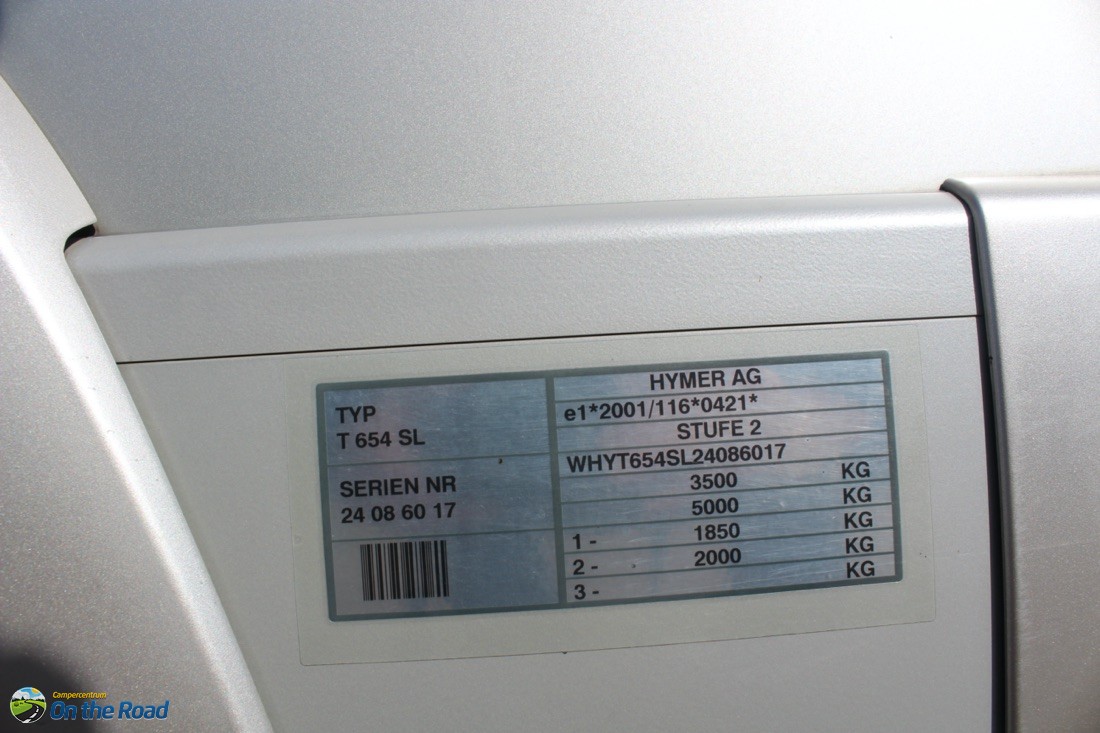 TYP
T 654 SL
SERIEN NR
24 08 60 17
HYMER AG
e1*2001/116*0421*
STUFE 2
WHYT654SL24086017
3500 KG
5000 KG
1 - 1850 KG
2 - 2000 KG
3 - KG
Campercentrum
On the Road